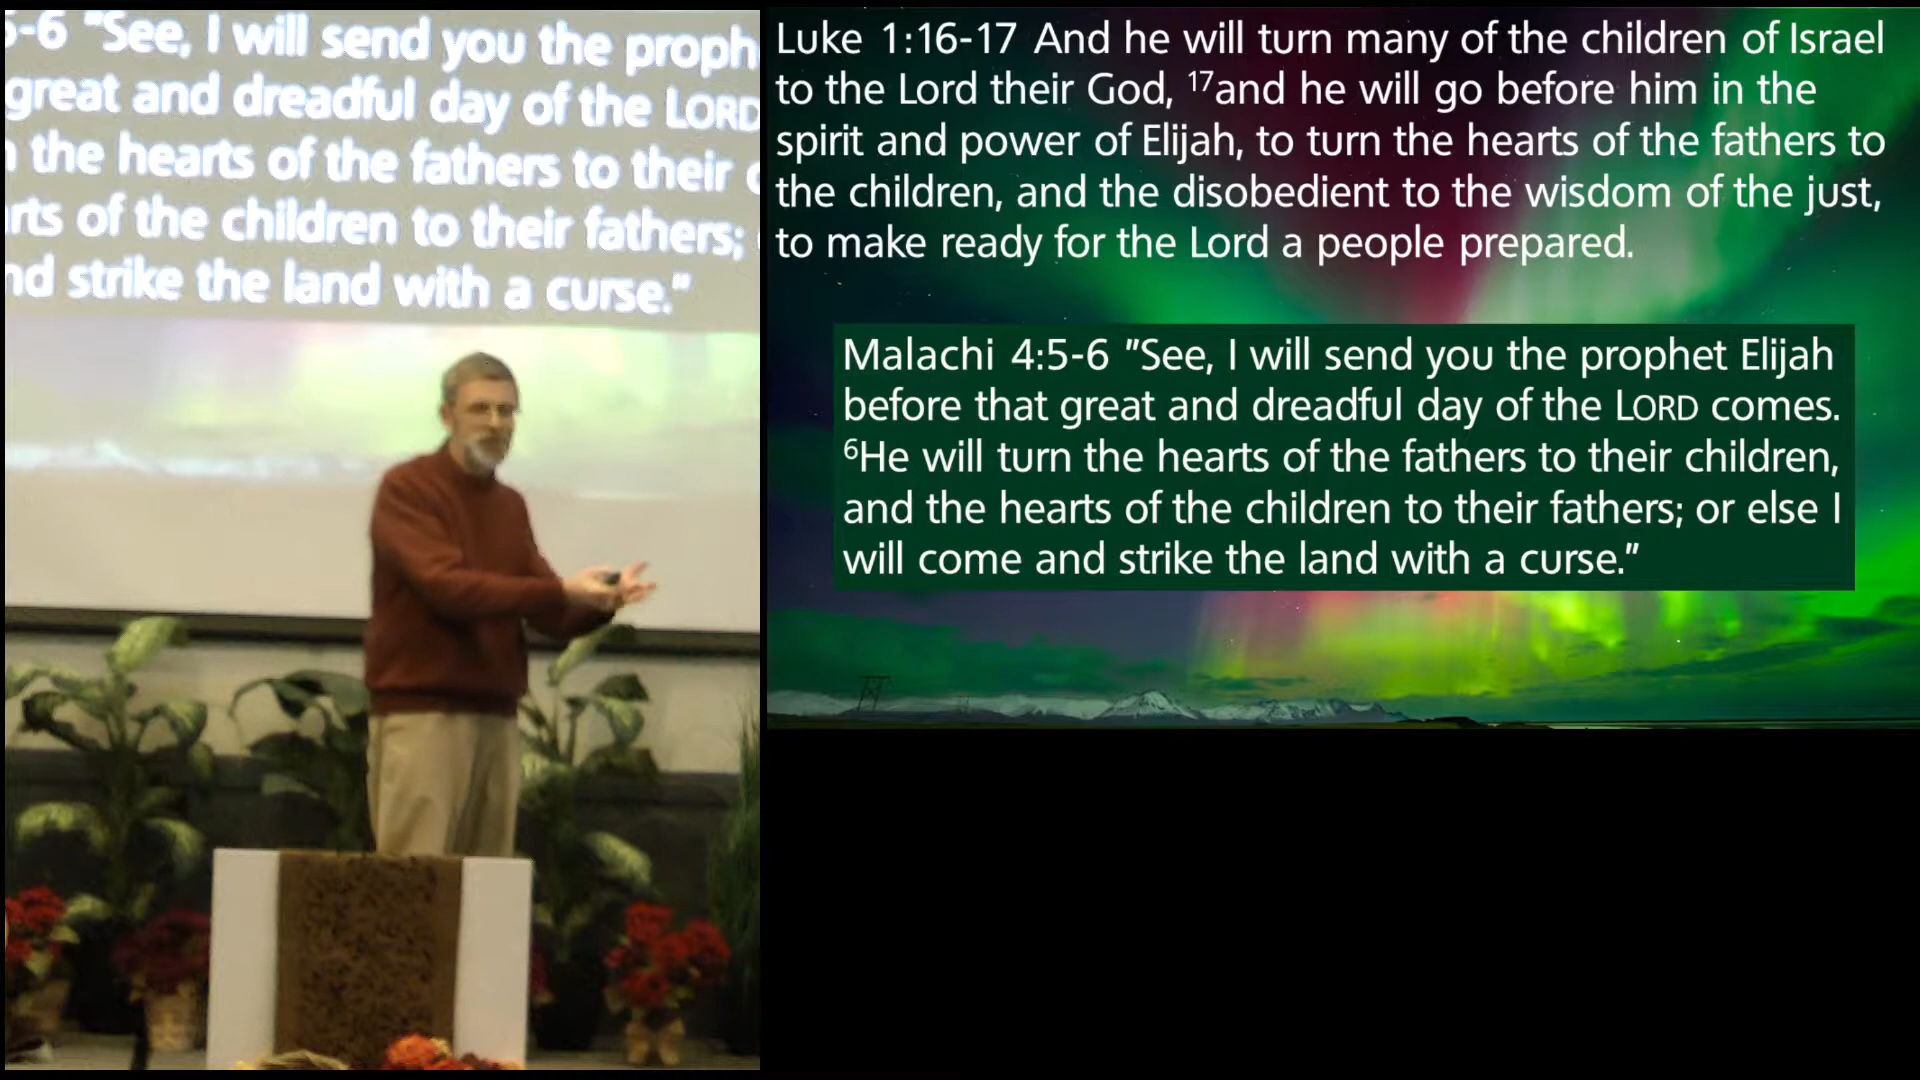 5-6 "See, I will send you the proph
great and dreadful day of the LORD
the hearts of the fathers to their
rts of the children to their fathers;
nd strike the land with a curse."
Luke 1:16-17 And he will turn many of the children of Israel
to the Lord their God, 17and he will go before him in the
spirit and power of Elijah, to turn the hearts of the fathers to
the children, and the disobedient to the wisdom of the just,
to make ready for the Lord a people prepared.
Malachi 4:5-6 "See, I will send you the prophet Elijah
before that great and dreadful day of the LORD comes.
6He will turn the hearts of the fathers to their children,
and the hearts of the children to their fathers; or else I
will come and strike the land with a curse."